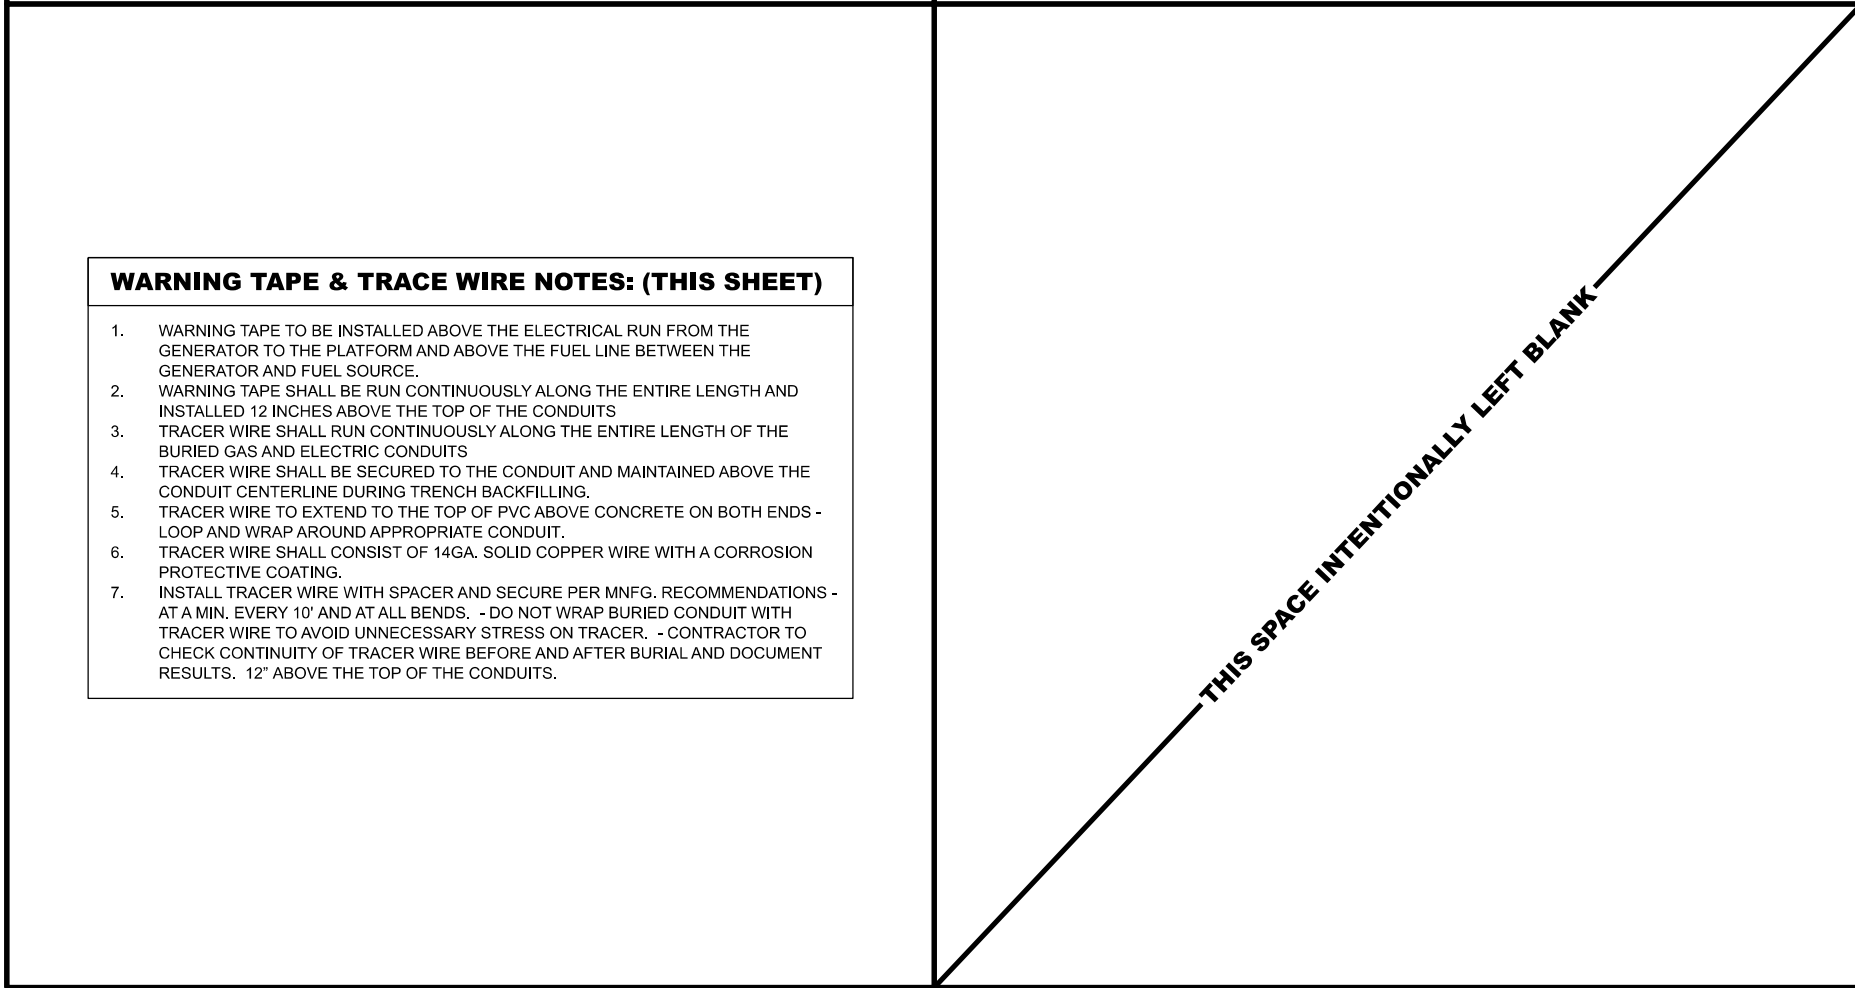 WARNING TAPE & TRACE WIRE NOTES: (THIS SHEET)
1. WARNING TAPE TO BE INSTALLED ABOVE THE ELECTRICAL RUN FROM THE
GENERATOR TO THE PLATFORM AND ABOVE THE FUEL LINE BETWEEN THE
GENERATOR AND FUEL SOURCE.
2. WARNING TAPE SHALL BE RUN CONTINUOUSLY ALONG THE ENTIRE LENGTH AND
INSTALLED 12 INCHES ABOVE THE TOP OF THE CONDUITS
3. TRACER WIRE SHALL RUN CONTINUOUSLY ALONG THE ENTIRE LENGTH OF THE
BURIED GAS AND ELECTRIC CONDUITS
4. TRACER WIRE SHALL BE SECURED TO THE CONDUIT AND MAINTAINED ABOVE THE
CONDUIT CENTERLINE DURING TRENCH BACKFILLING.
5. TRACER WIRE TO EXTEND TO THE TOP OF PVC ABOVE CONCRETE ON BOTH ENDS -
LOOP AND WRAP AROUND APPROPRIATE CONDUIT.
6. TRACER WIRE SHALL CONSIST OF 14GA. SOLID COPPER WIRE WITH A CORROSION
PROTECTIVE COATING.
7. INSTALL TRACER WIRE WITH SPACER AND SECURE PER MNFG. RECOMMENDATIONS -
AT A MIN. EVERY 10' AND AT ALL BENDS. - DO NOT WRAP BURIED CONDUIT WITH
TRACER WIRE TO AVOID UNNECESSARY STRESS ON TRACER. - CONTRACTOR TO
CHECK CONTINUITY OF TRACER WIRE BEFORE AND AFTER BURIAL AND DOCUMENT
RESULTS. 12” ABOVE THE TOP OF THE CONDUITS.
THIS SPACE INTENTIONALLY LEFT BLANK